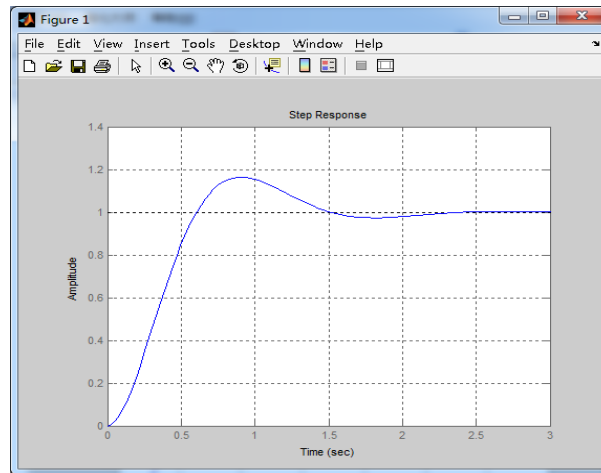 Figure 1
File Edit View Insert Tools Desktop Window Help
Step Response
1.4
1.2
1
0.8
0.6
0.4
0.2
0
Amplitude
0 0.5 1 1.5 2 2.5 3
Time (sec)